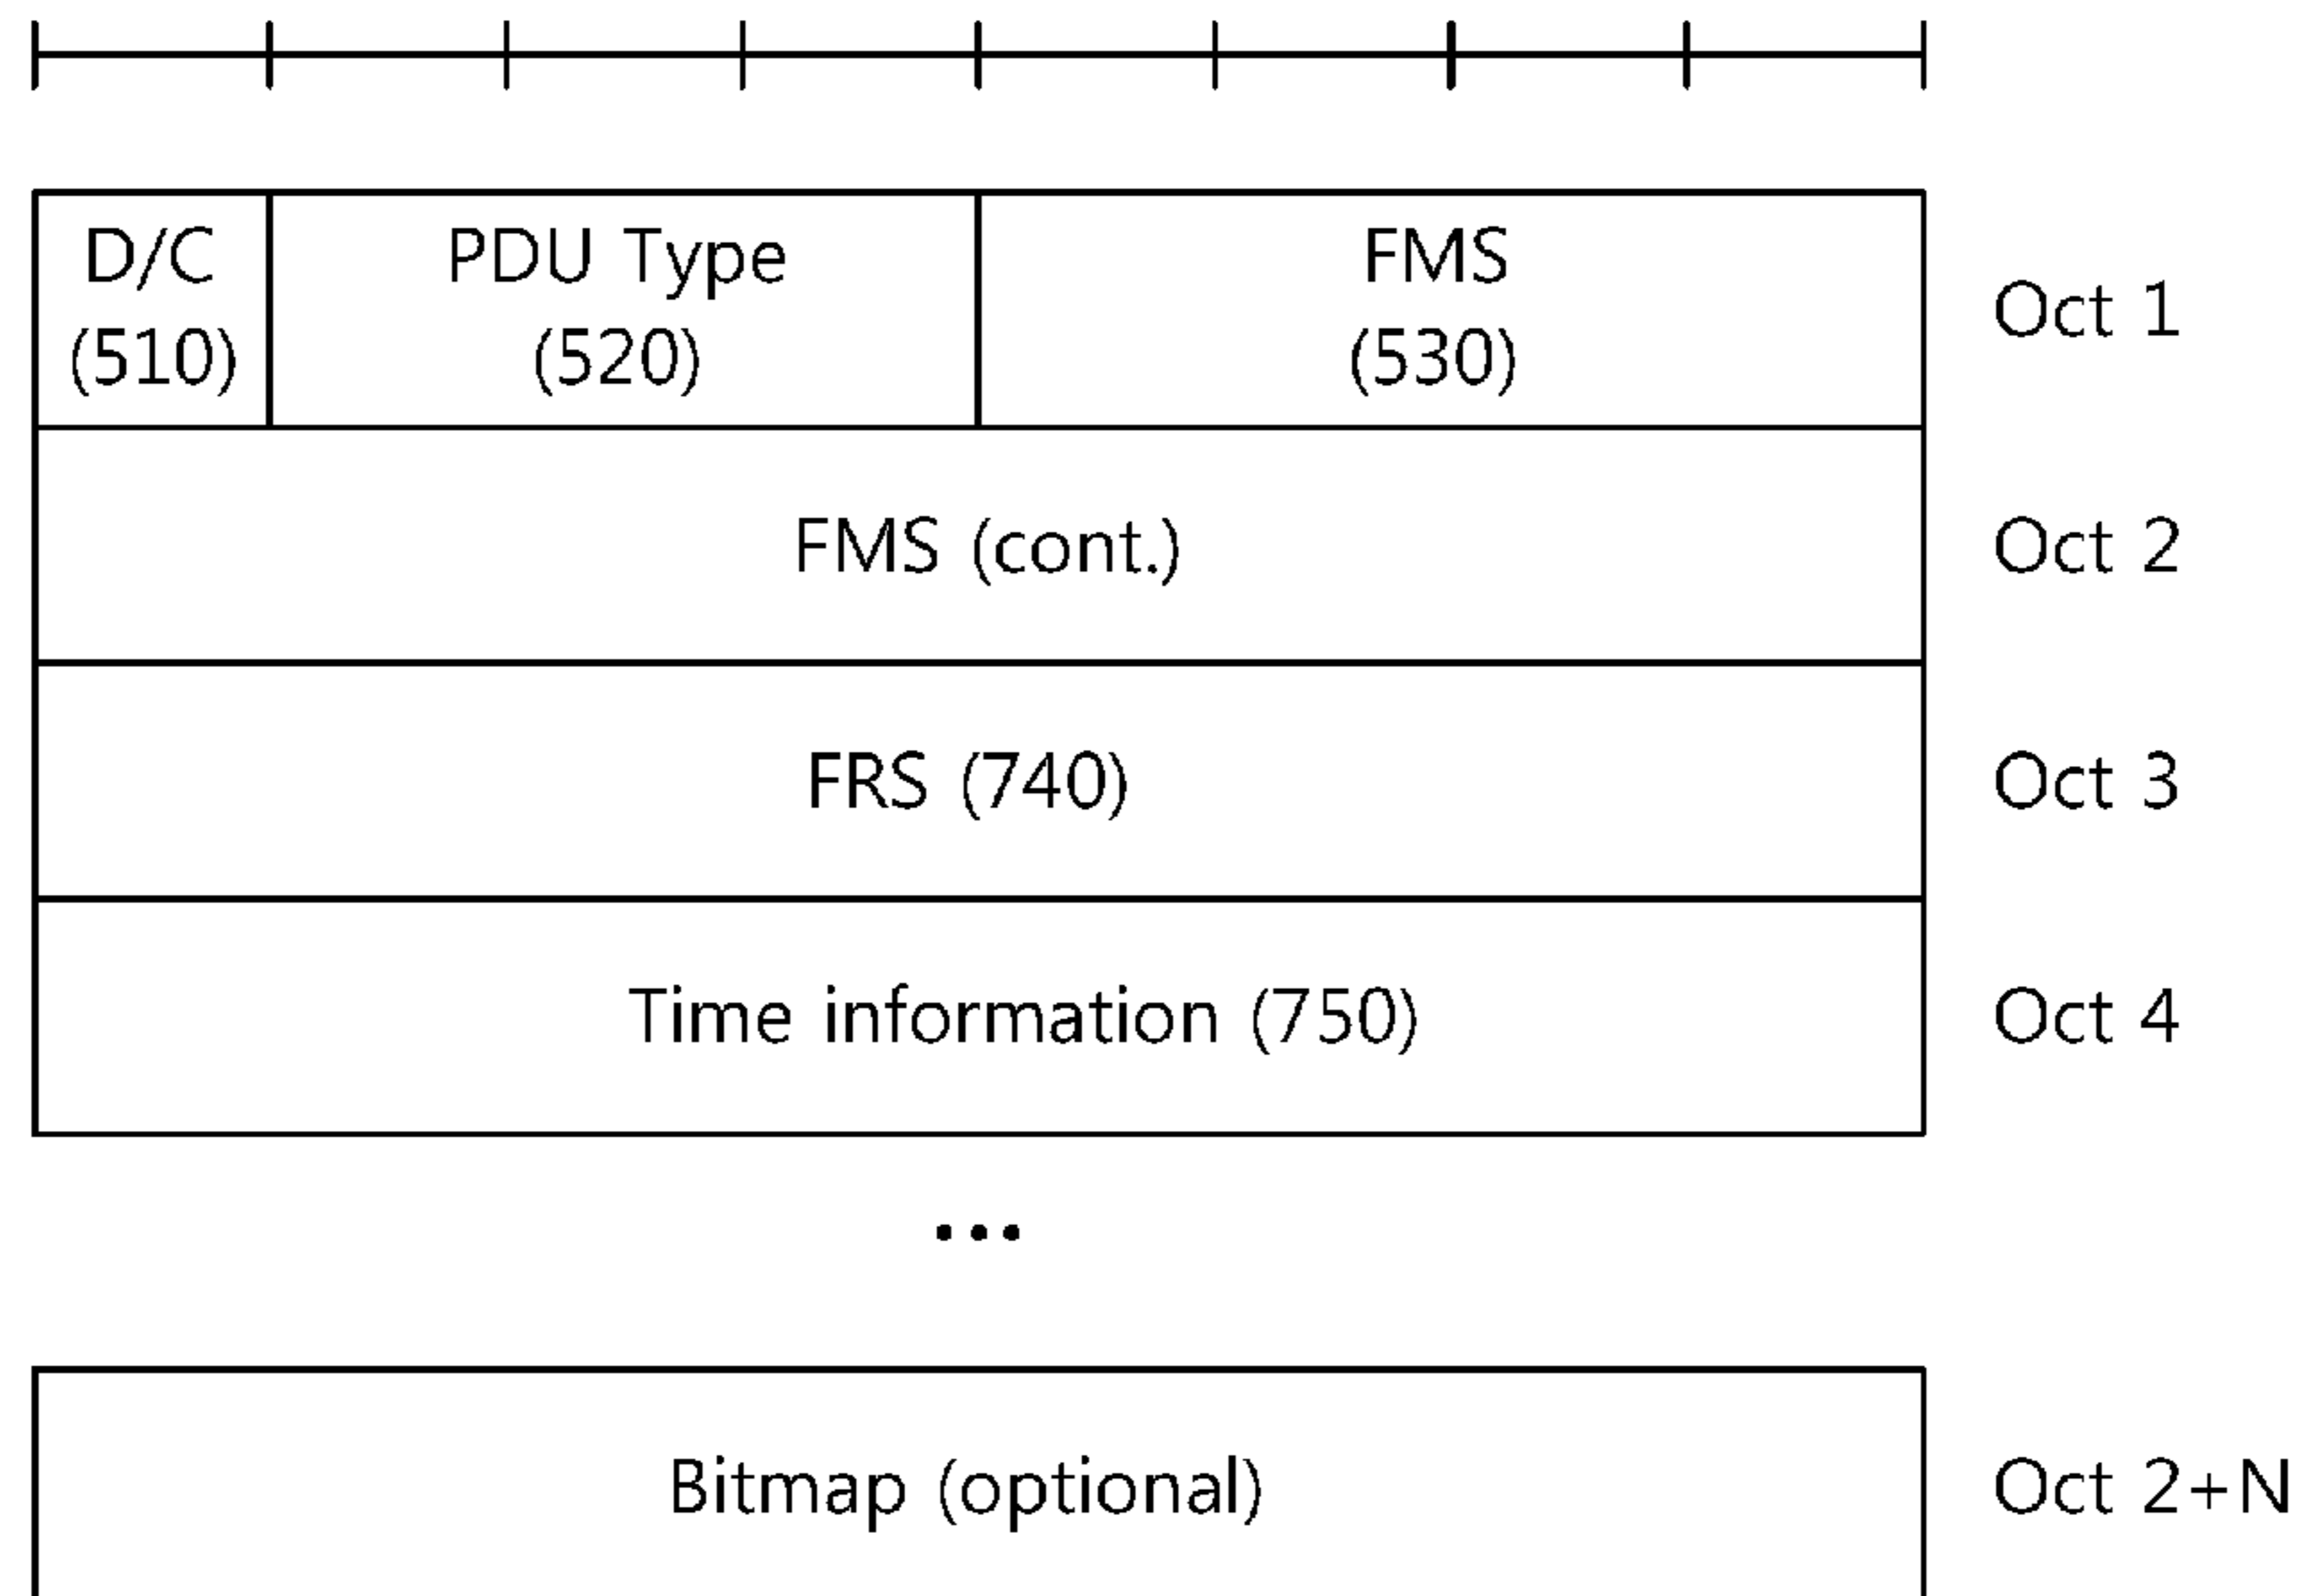 D/C PDU Type FMS
(510) (520) (530) Oct 1
FMS (cont.) Oct 2
FRS (740) Oct 3
Time information (750) Oct 4
...
Bitmap (optional) Oct 2+N